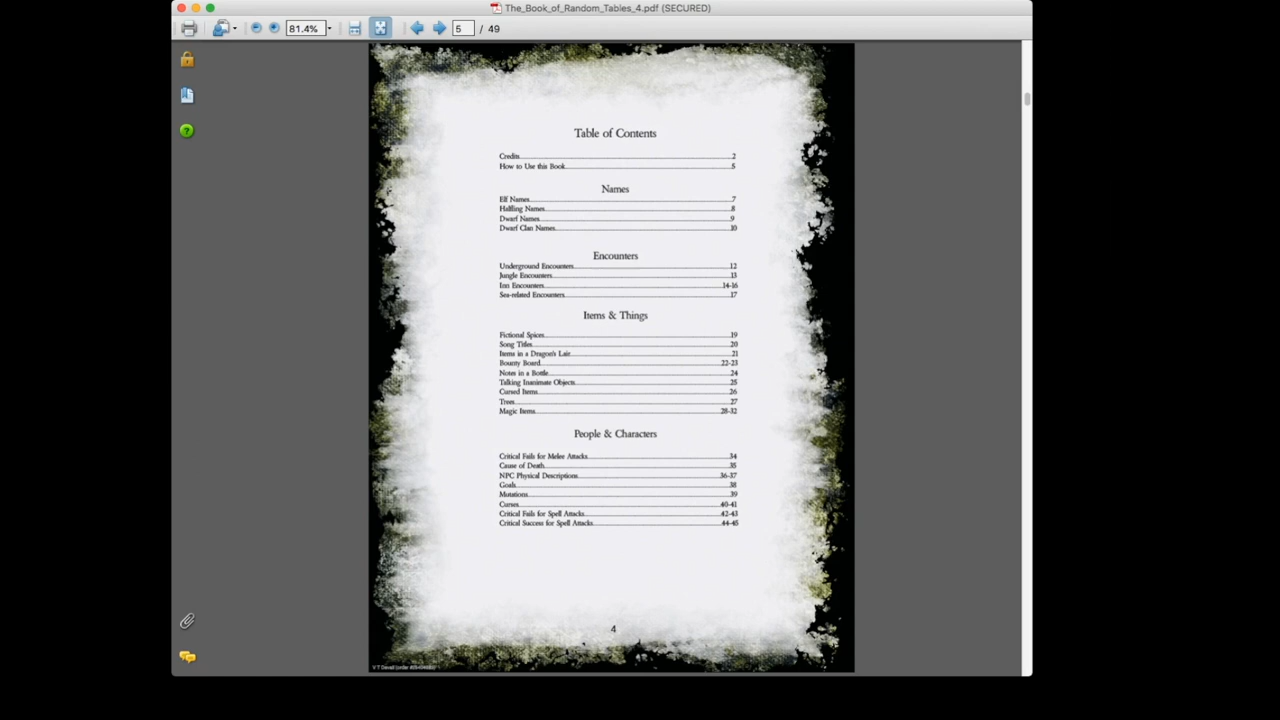 The_Book_of_Random_Tables_4.pdf (SECURED)
81.4%
5 / 49
Table of Contents
Credits 2
How to Use this Book 5
Names
Elf Names 7
Halfling Names 8
Dwarf Names 9
Dwarf Clan Names 10
Encounters
Underground Encounters 12
Jungle Encounters 13
Inn Encounters 14-16
Sea-related Encounters 17
Items & Things
Fictional Spices 19
Song Titles 20
Items in a Dragon's Lair 21
Bounty Board 22-23
Notes in a Bottle 24
Talking Inanimate Objects 25
Cursed Items 26
Trees 27
Magic Items 28-32
People & Characters
Critical Fails for Melee Attacks 34
Cause of Death 35
NPC Physical Descriptions 36-37
Goals 38
Mutations 39
Curses 40-41
Critical Fails for Spell Attacks 42-43
Critical Success for Spell Attacks 44-45
4